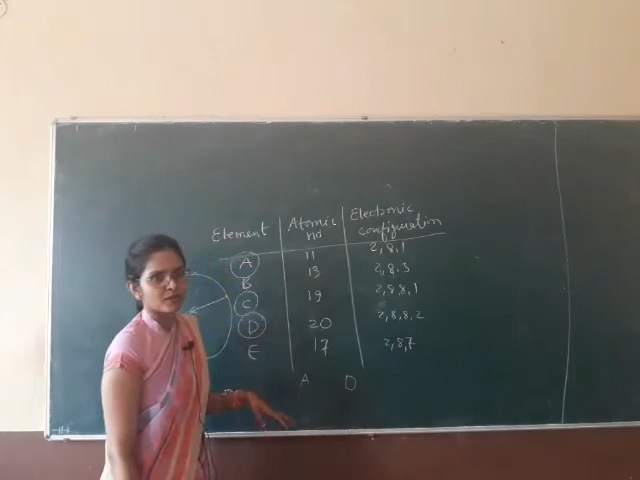 Element Atomic no Electronic configuration
A 11 2,8,1
B 13 2,8,3
C 19 2,8,8,1
D 20 2,8,8,2
E 17 2,8,7
A D